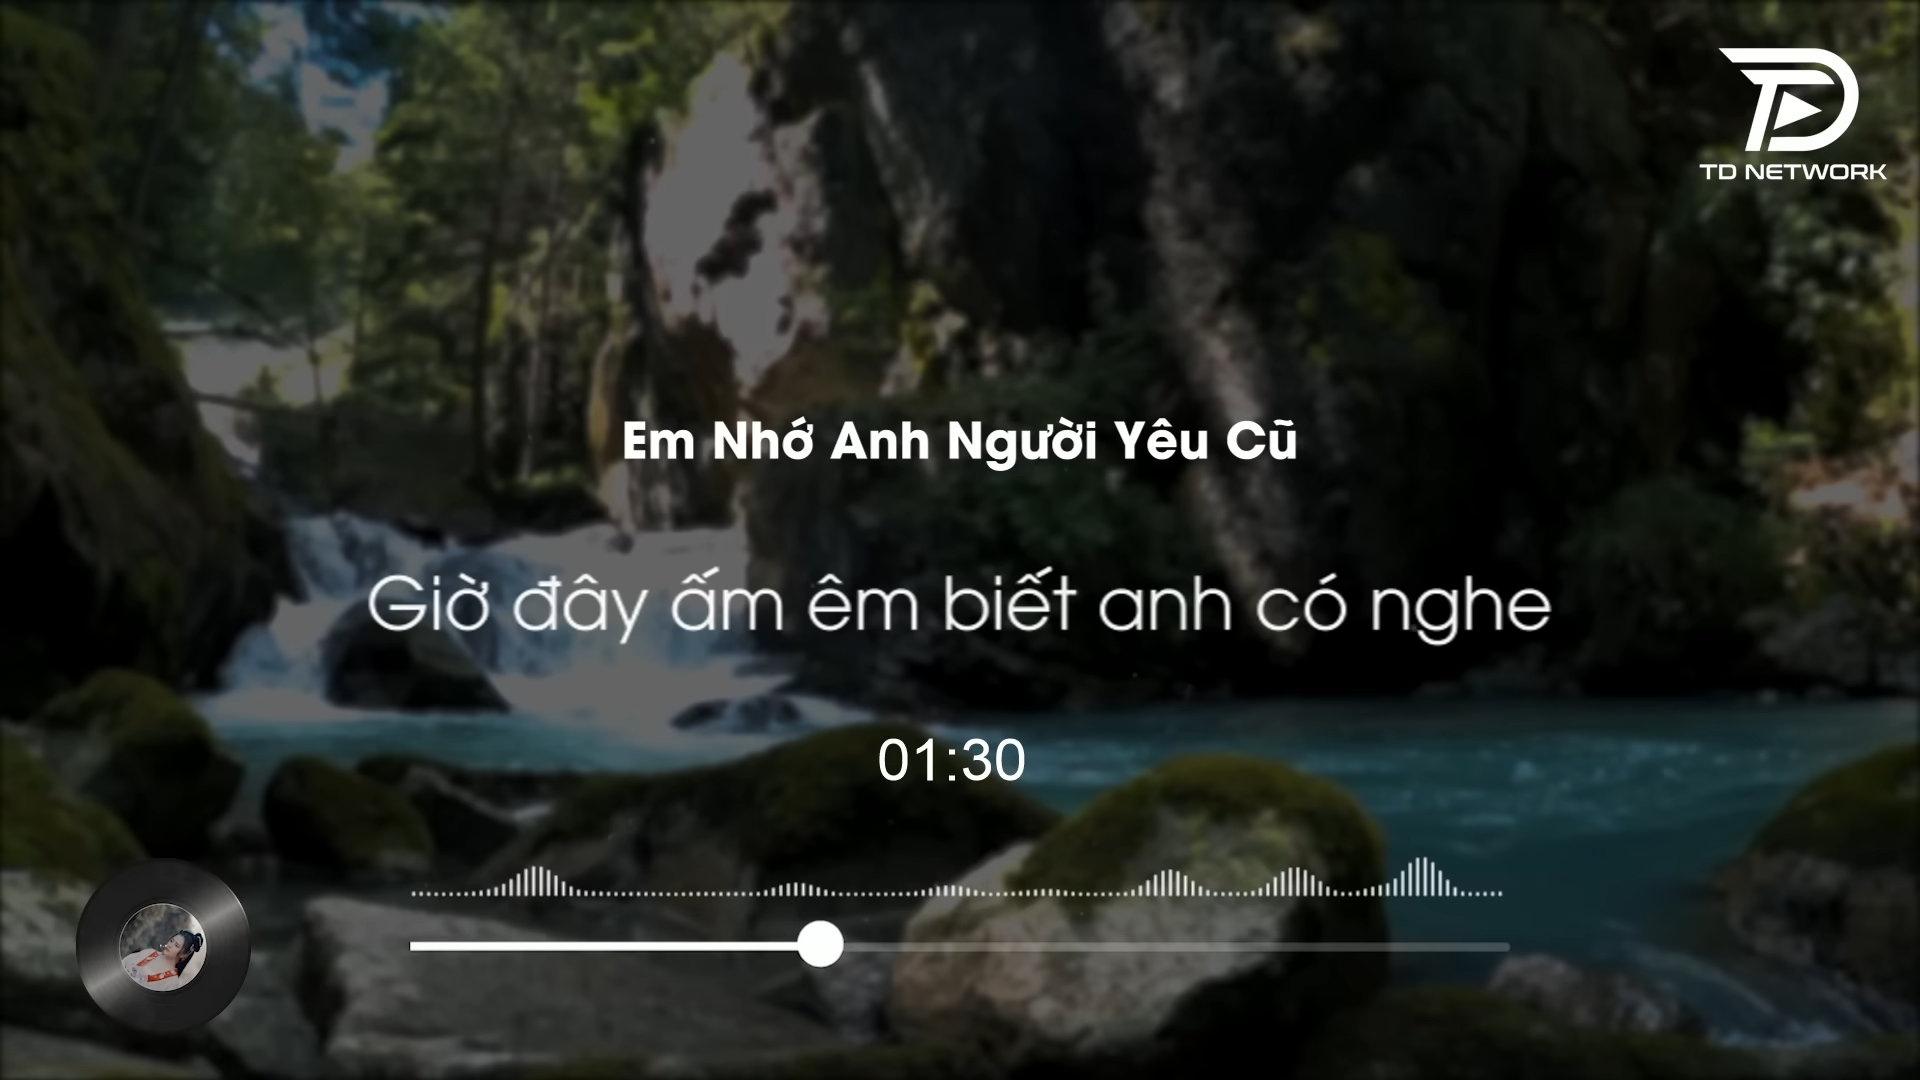 TD NETWORK
Em Nhớ Anh Người Yêu Cũ
Giờ đây ấm êm biết anh có nghe
01:30